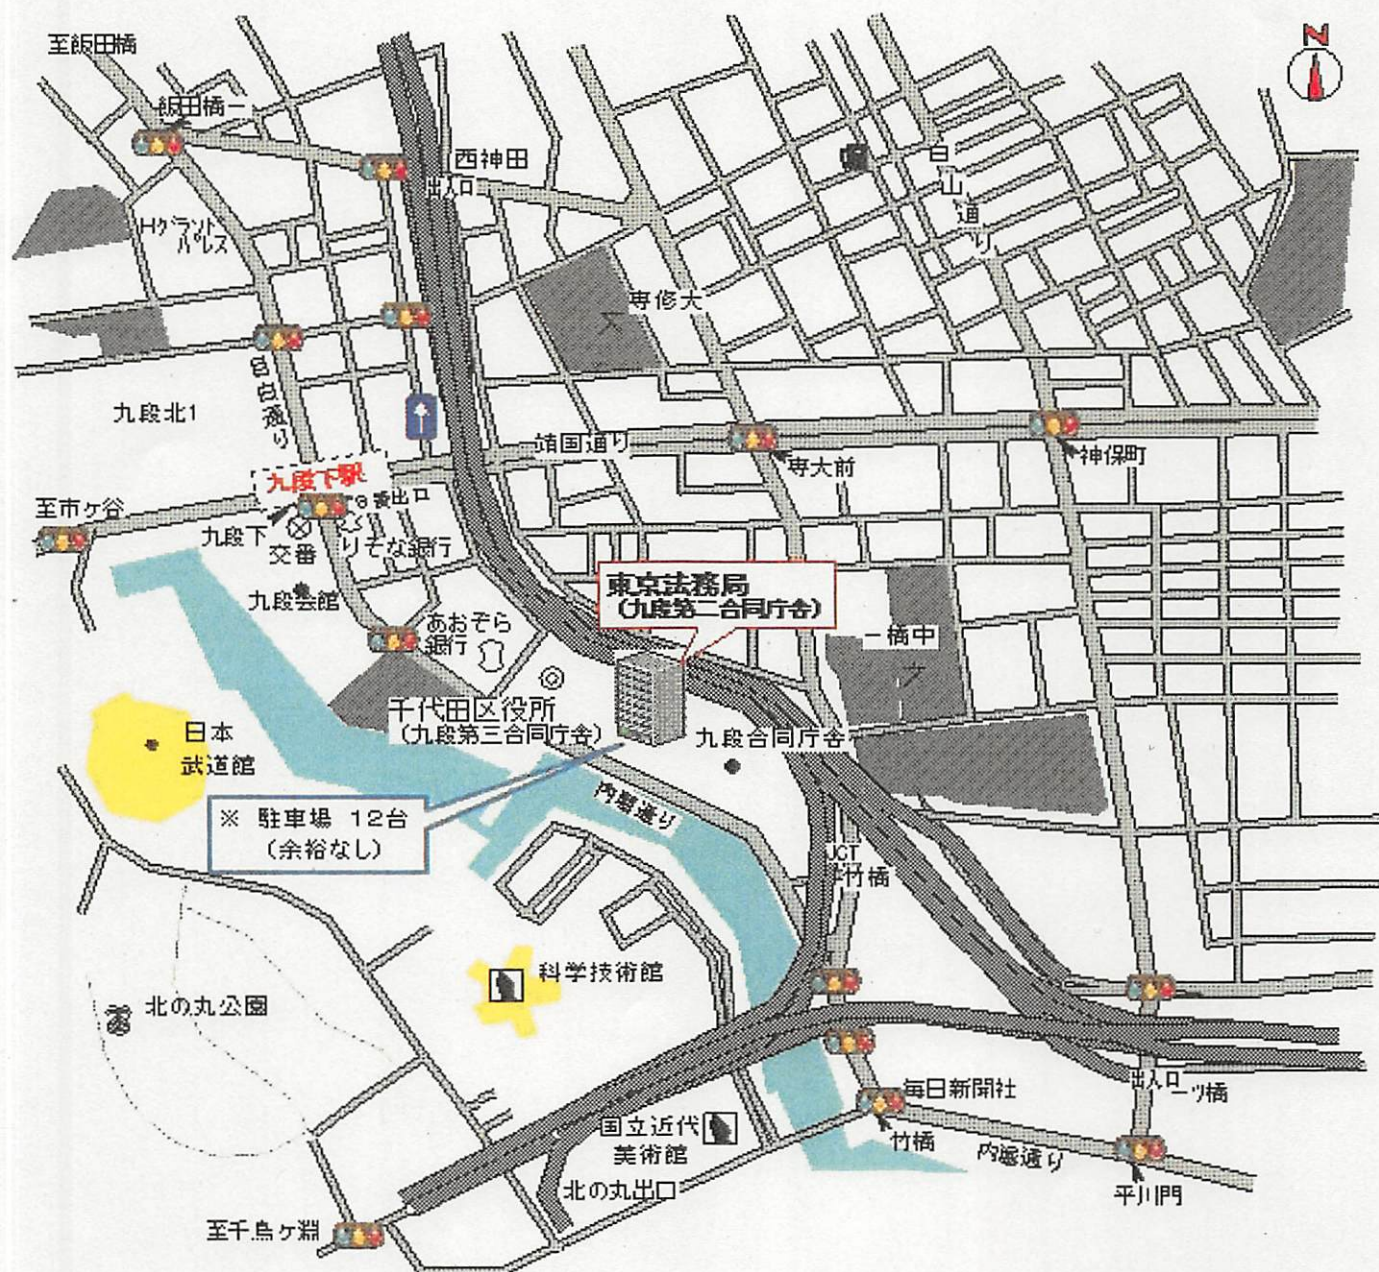 至飯田橋
N
飯田橋一
西神田
出入口
白山通り
Hグランド
パレス
専修大
目白通り
九段北1
靖国通り
専大前
神保町
九段下駅
至市ヶ谷
九段下
交番
りそな銀行
九段会館
東京法務局
(九段第二合同庁舎)
あおぞら
銀行
一橋中
千代田区役所
(九段第三合同庁舎)
九段合同庁舎
日本
武道館
※ 駐車場 12台
(余裕なし)
内堀通り
JCT
竹橋
科学技術館
北の丸公園
毎日新聞社
出入口
一ツ橋
国立近代
美術館
竹橋
内堀通り
北の丸出口
平川門
至千鳥ヶ淵